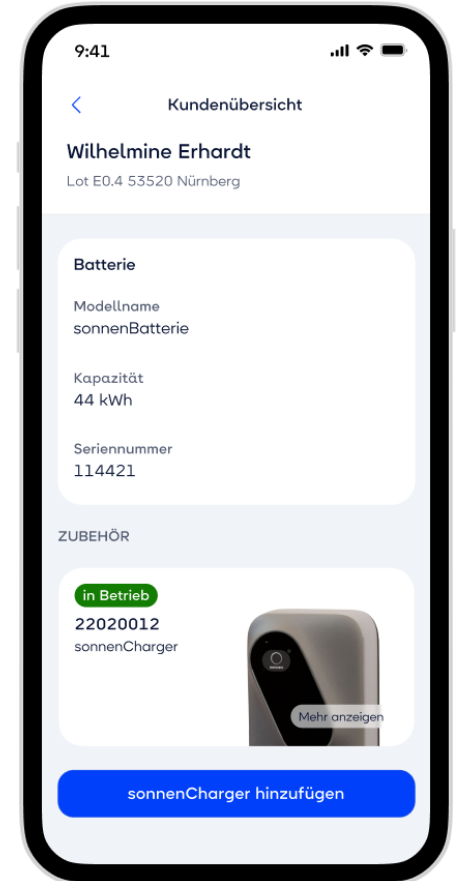 9:41
Kundenübersicht
Wilhelmine Erhardt
Lot E0.4 53520 Nürnberg
Batterie
Modellname
sonnenBatterie
Kapazität
44 kWh
Seriennummer
114421
ZUBEHÖR
in Betrieb
22020012
sonnenCharger
Mehr anzeigen
sonnenCharger hinzufügen